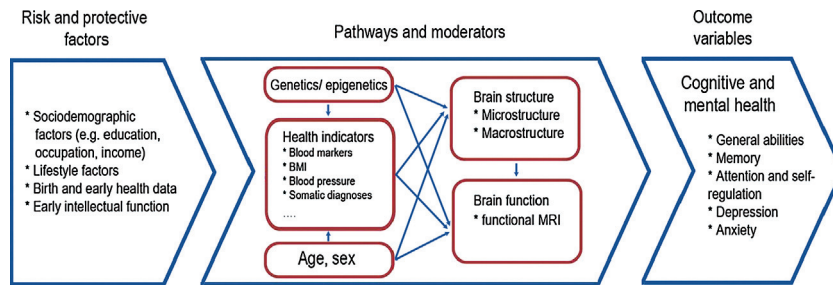 Risk and protective
factors
* Sociodemographic
factors (e.g. education,
occupation, income)
* Lifestyle factors
* Birth and early health data
* Early intellectual function
Pathways and moderators
Genetics/ epigenetics
Health indicators
* Blood markers
* BMI
* Blood pressure
* Somatic diagnoses
....
Age, sex
Brain structure
* Microstructure
* Macrostructure
Brain function
* functional MRI
Outcome
variables
Cognitive and
mental health
* General abilities
* Memory
* Attention and self-
regulation
* Depression
* Anxiety